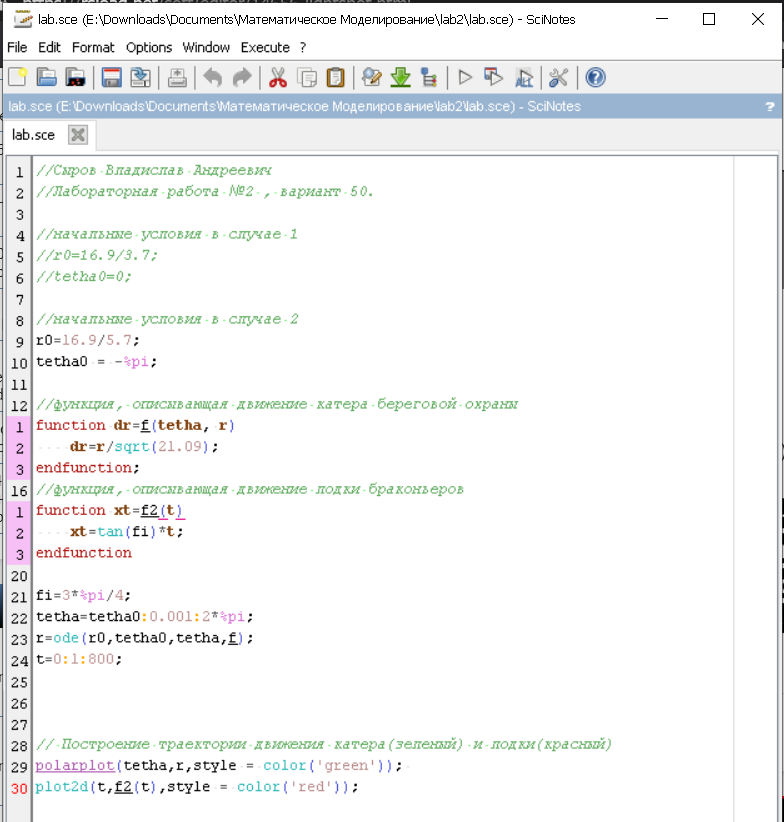 lab.sce (E:\Downloads\Documents\Математическое Моделирование\lab2\lab.sce) - SciNotes
File Edit Format Options Window Execute ?
lab.sce (E:\Downloads\Documents\Математическое Моделирование\lab2\lab.sce) - SciNotes ?
lab.sce
1 //Сыров Владислав Андреевич
2 //Лабораторная работа №2 , вариант 50.
3
4 //начальные условия в случае 1
5 //r0=16.9/3.7;
6 //tetha0=0;
7
8 //начальные условия в случае 2
9 r0=16.9/5.7;
10 tetha0 = -%pi;
11
12 //функция, описывающая движение катера береговой охраны
1 function dr=f(tetha, r)
2 dr=r/sqrt(21.09);
3 endfunction;
16 //функция, описывающая движение лодки браконьеров
1 function xt=f2(t)
2 xt=tan(fi)*t;
3 endfunction
20
21 fi=3*%pi/4;
22 tetha=tetha0:0.001:2*%pi;
23 r=ode(r0,tetha0,tetha,f);
24 t=0:1:800;
25
26
27
28 // Построение траектории движения катера(зеленый) и лодки(красный)
29 polarplot(tetha,r,style = color('green'));
30 plot2d(t,f2(t),style = color('red'));